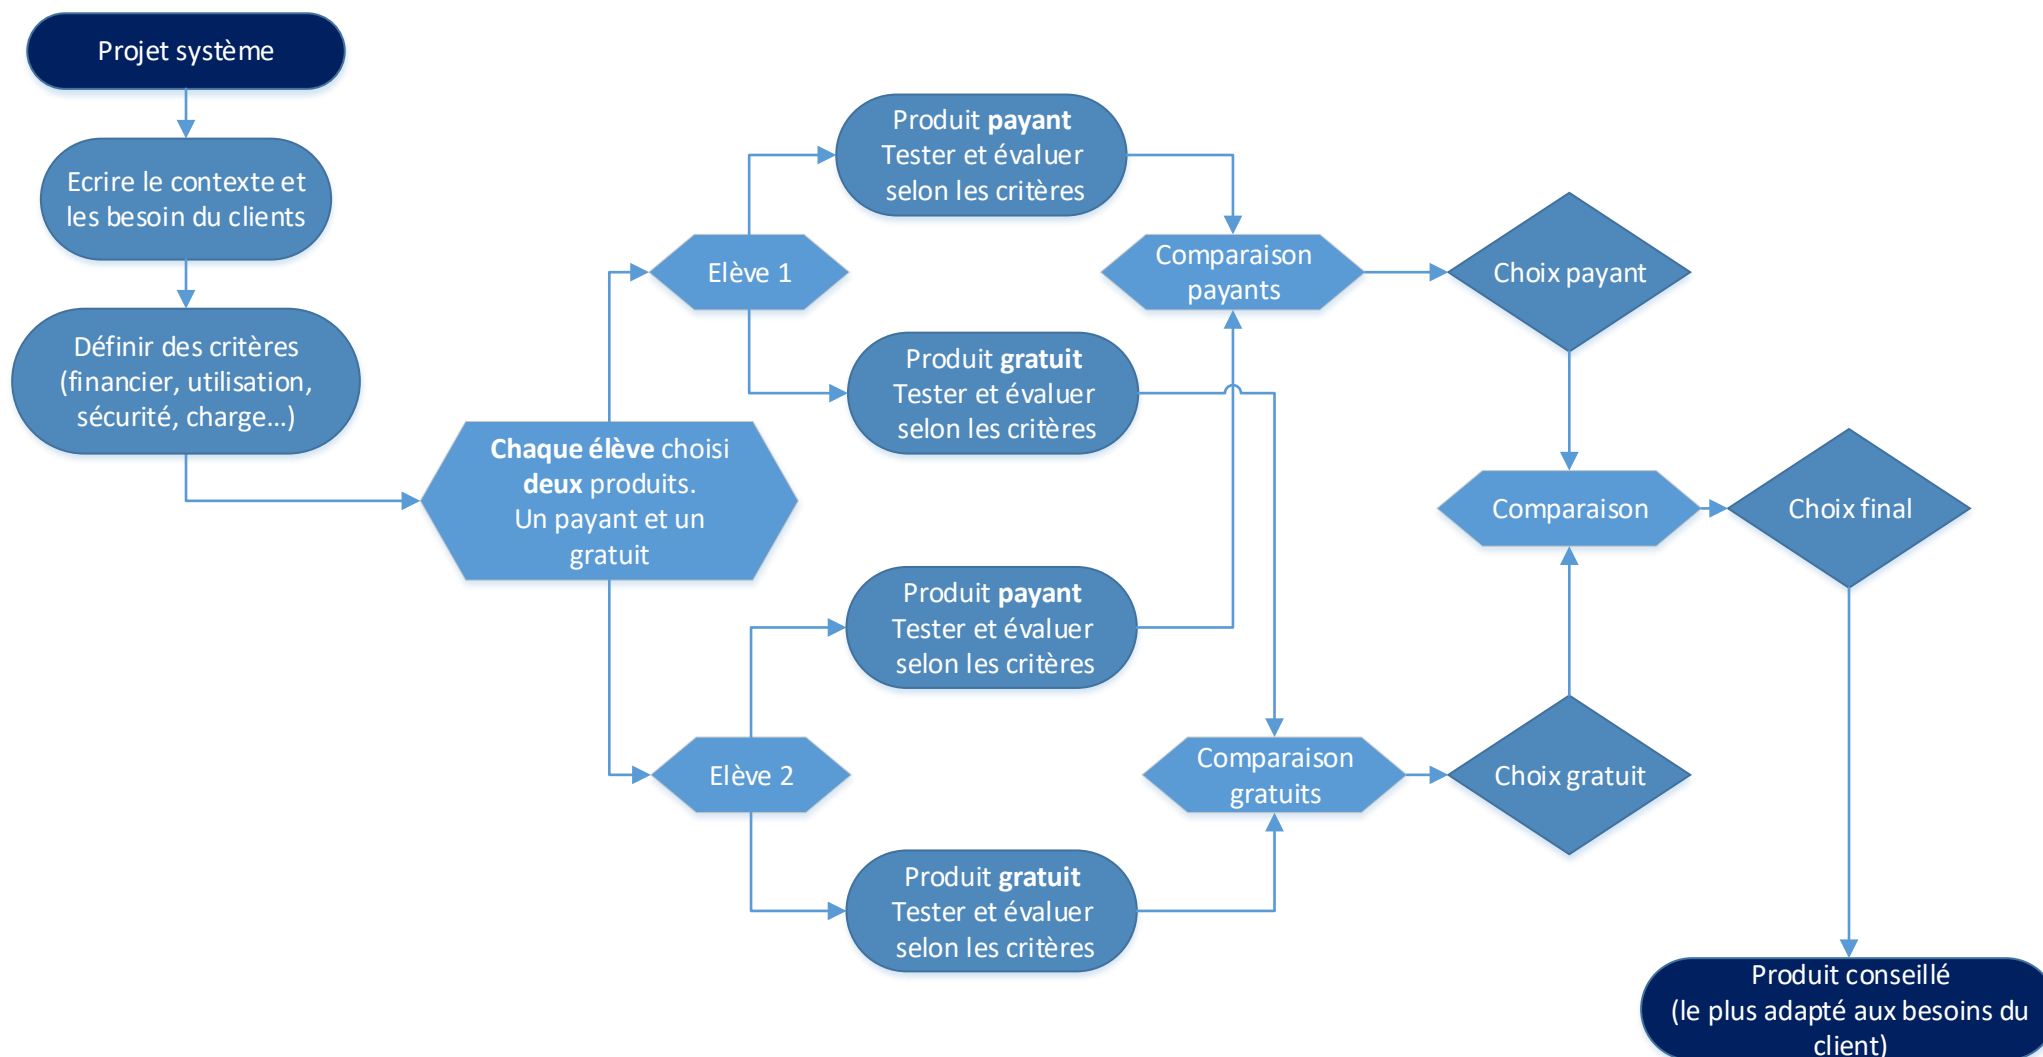 Projet système
Ecrire le contexte et
les besoin du clients
Définir des critères
(financier, utilisation,
sécurité, charge...)
Chaque élève choisi
deux produits.
Un payant et un
gratuit
Elève 1
Produit payant
Tester et évaluer
selon les critères
Produit gratuit
Tester et évaluer
selon les critères
Elève 2
Produit payant
Tester et évaluer
selon les critères
Produit gratuit
Tester et évaluer
selon les critères
Comparaison
payants
Choix payant
Comparaison
gratuits
Choix gratuit
Comparaison
Choix final
Produit conseillé
(le plus adapté aux besoins du
client)